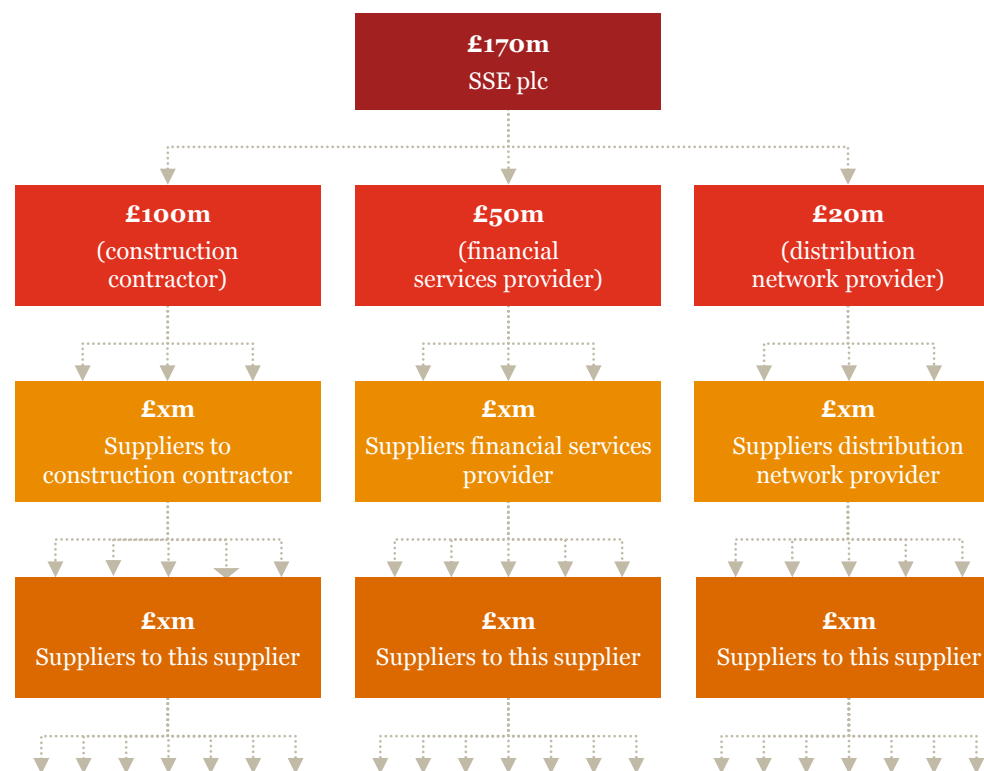 £170m
SSE plc
£100m
(construction
contractor)
£50m
(financial
services provider)
£20m
(distribution
network provider)
£xm
Suppliers to
construction contractor
£xm
Suppliers financial services
provider
£xm
Suppliers distribution
network provider
£xm
Suppliers to this supplier
£xm
Suppliers to this supplier
£xm
Suppliers to this supplier